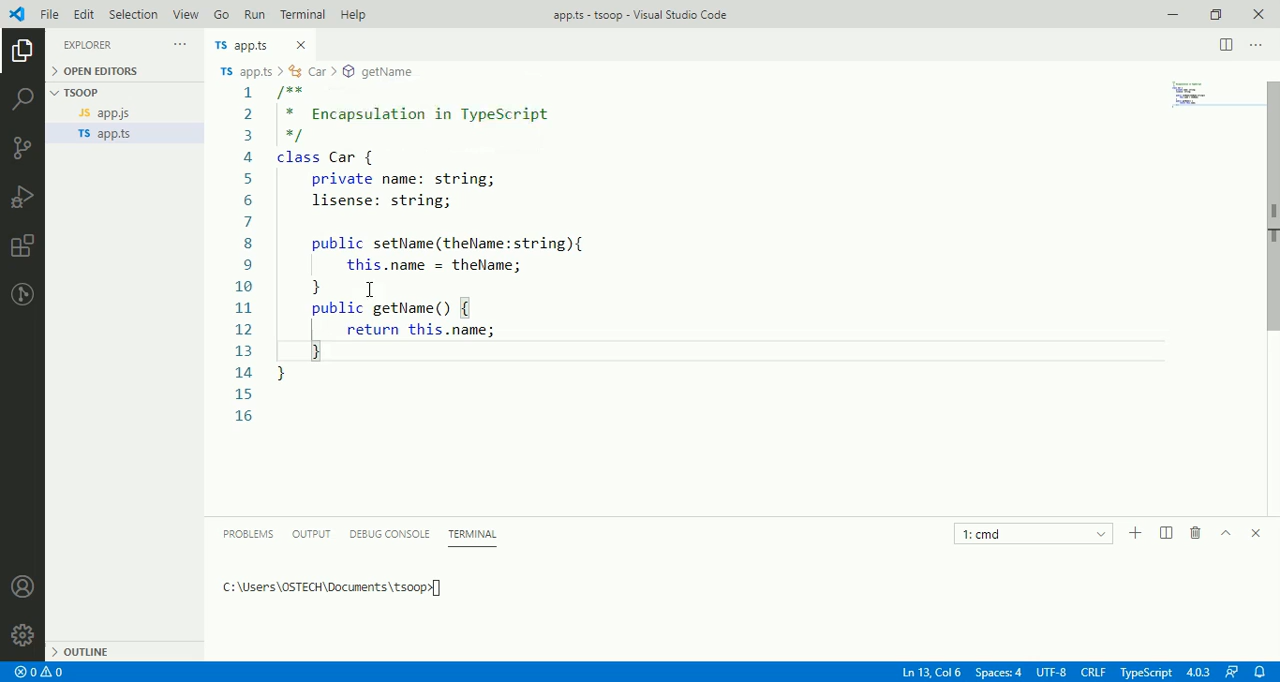 File Edit Selection View Go Run Terminal Help
app.ts - tsoop - Visual Studio Code
EXPLORER
OPEN EDITORS
TSOOP
JS app.js
TS app.ts
OUTLINE
TS app.ts
TS app.ts > Car > getName
1 /**
2 * Encapsulation in TypeScript
3 */
4 class Car {
5 private name: string;
6 lisense: string;
7
8 public setName(theName:string){
9 this.name = theName;
10 }
11 public getName() {
12 return this.name;
13 }
14 }
15
16
PROBLEMS OUTPUT DEBUG CONSOLE TERMINAL
1: cmd
C:\Users\OSTECH\Documents\tsoop>
0 0
Ln 13, Col 6 Spaces: 4 UTF-8 CRLF TypeScript 4.0.3